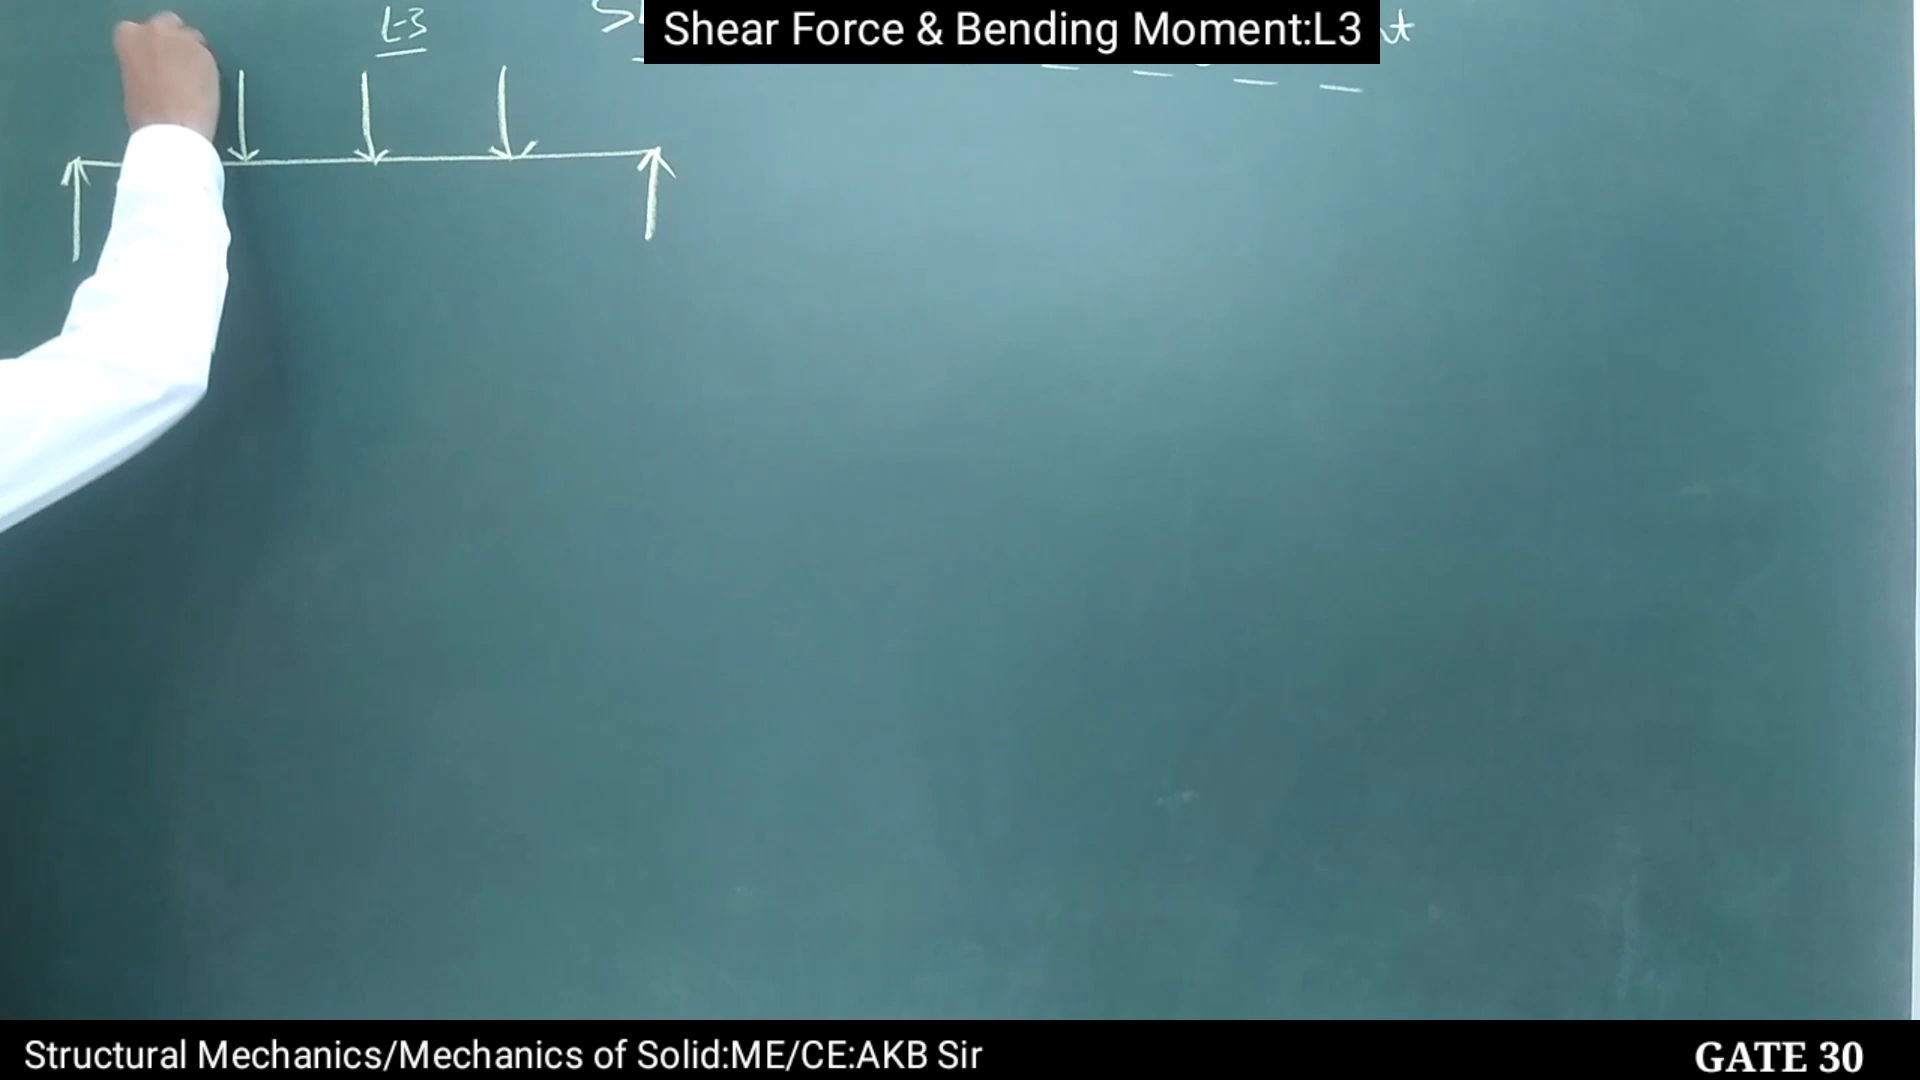 L-3
Shear Force & Bending Moment:L3
Structural Mechanics/Mechanics of Solid:ME/CE:AKB Sir
GATE 30